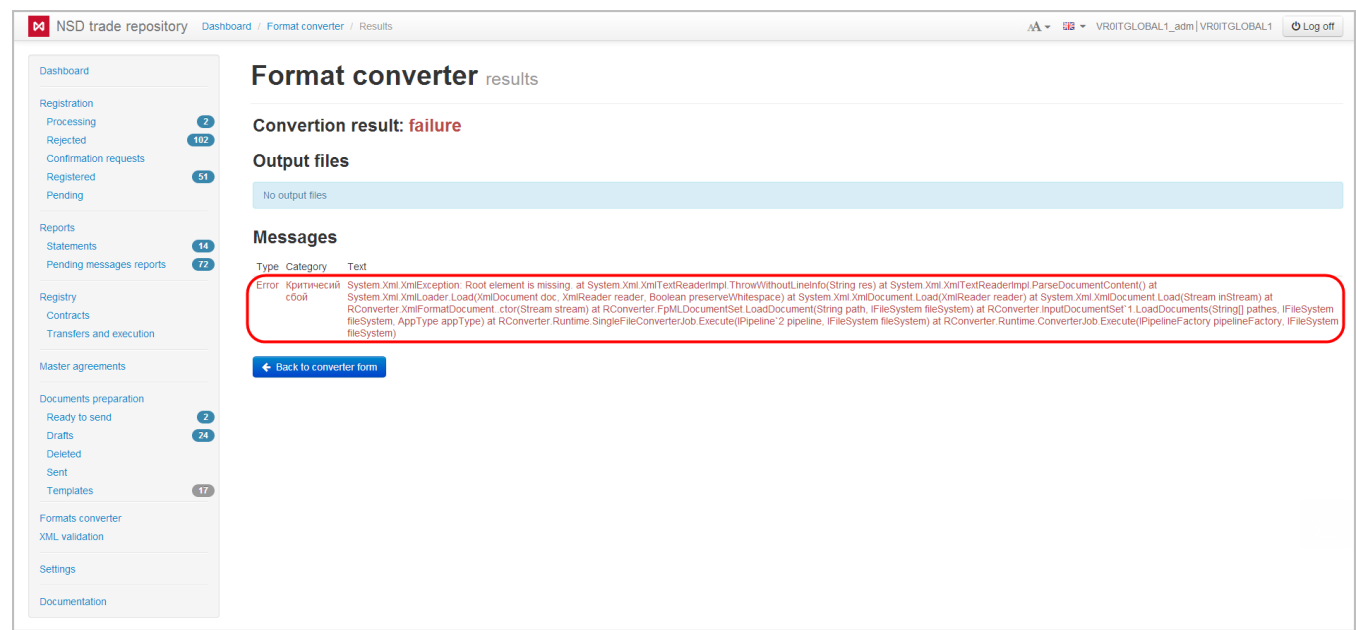 NSD trade repository Dashboard / Format converter / Results AA VR0ITGLOBAL1_adm | VR0ITGLOBAL1 Log off
Dashboard
Registration
Processing 2
Rejected 102
Confirmation requests
Registered 51
Pending
Reports
Statements 14
Pending messages reports 72
Registry
Contracts
Transfers and execution
Master agreements
Documents preparation
Ready to send 2
Drafts 24
Deleted
Sent
Templates 17
Formats converter
XML validation
Settings
Documentation
Format converter results
Convertion result: failure
Output files
No output files
Messages
Type Category Text
Error Критичесий сбой
System.Xml.XmlException: Root element is missing. at System.Xml.XmlTextReaderImpl.ThrowWithoutLineInfo(String res) at System.Xml.XmlTextReaderImpl.ParseDocumentContent() at
System.Xml.XmlLoader.Load(XmlDocument doc, XmlReader reader, Boolean preserveWhitespace) at System.Xml.XmlDocument.Load(XmlReader reader) at System.Xml.XmlDocument.Load(Stream inStream) at
RConverter.XmlFormatDocument..ctor(Stream stream) at RConverter.FpMLDocumentSet.LoadDocument(String path, IFileSystem fileSystem) at RConverter.InputDocumentSet`1.LoadDocuments(String[] pathes, IFileSystem
fileSystem, AppType appType) at RConverter.Runtime.SingleFileConverterJob.Execute(IPipeline`2 pipeline, IFileSystem fileSystem) at RConverter.Runtime.ConverterJob.Execute(IPipelineFactory pipelineFactory, IFileSystem
fileSystem)
Back to converter form